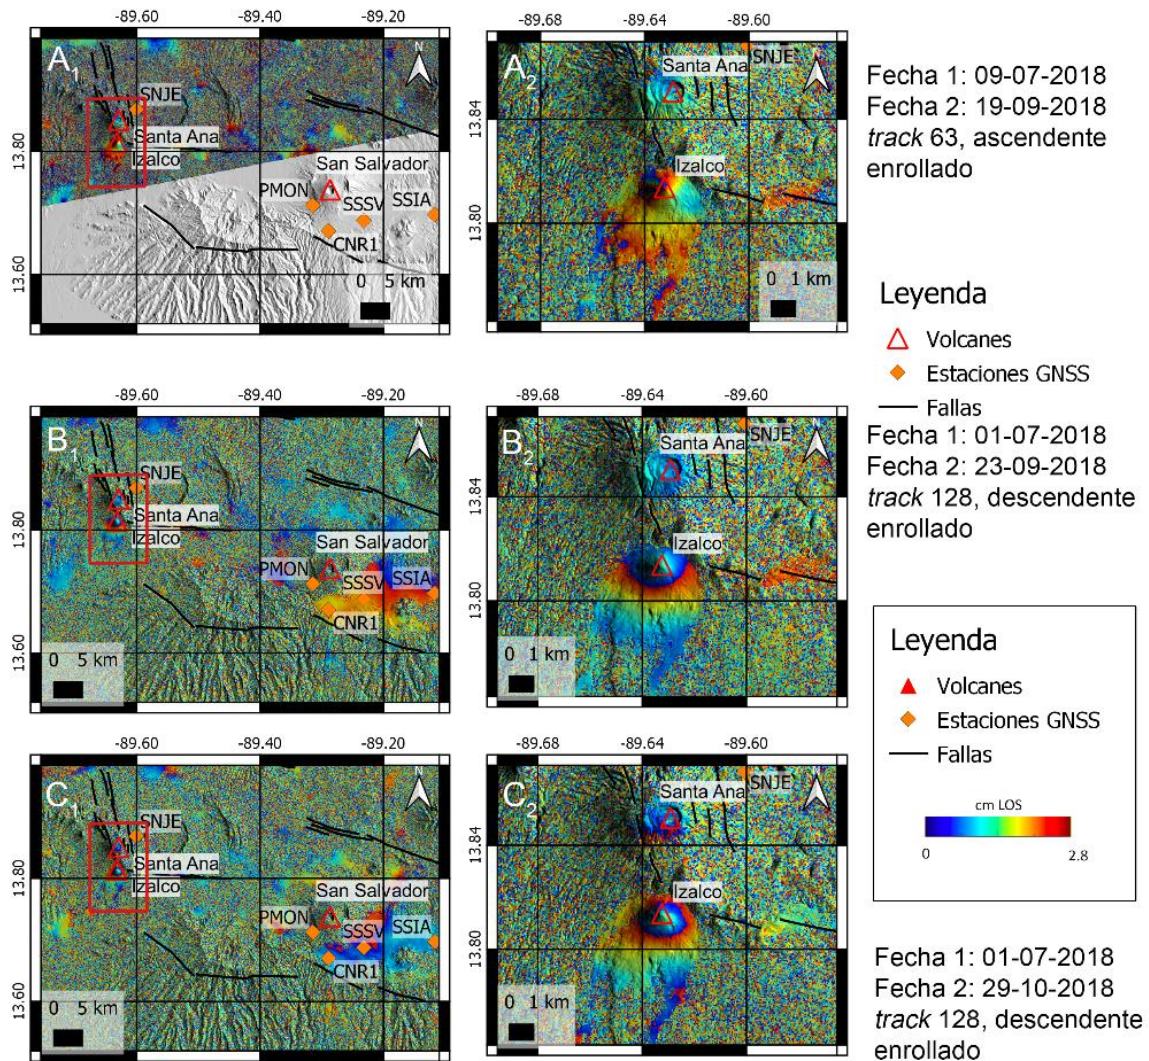 -89.60 -89.40 -89.20
-89.68 -89.64 -89.60
A1
N
SNJE
Santa Ana
Izalco
San Salvador
PMON
SSSV
SSIA
CNR1
0 5 km
13.80
13.60
A2
N
Santa Ana
SNJE
Izalco
0 1 km
13.84
13.80
Fecha 1: 09-07-2018
Fecha 2: 19-09-2018
track 63, ascendente
enrollado
Leyenda
Volcanes
Estaciones GNSS
Fallas
-89.60 -89.40 -89.20
-89.68 -89.64 -89.60
B1
N
SNJE
Santa Ana
Izalco
San Salvador
PMON
SSSV
SSIA
CNR1
0 5 km
13.80
13.60
B2
N
Santa Ana
SNJE
Izalco
0 1 km
13.84
13.80
Fecha 1: 01-07-2018
Fecha 2: 23-09-2018
track 128, descendente
enrollado
Leyenda
Volcanes
Estaciones GNSS
Fallas
cm LOS
0 2.8
-89.60 -89.40 -89.20
-89.68 -89.64 -89.60
C1
N
SNJE
Santa Ana
Izalco
San Salvador
PMON
SSSV
SSIA
CNR1
0 5 km
13.80
13.60
C2
N
Santa Ana
SNJE
Izalco
0 1 km
13.84
13.80
Fecha 1: 01-07-2018
Fecha 2: 29-10-2018
track 128, descendente
enrollado